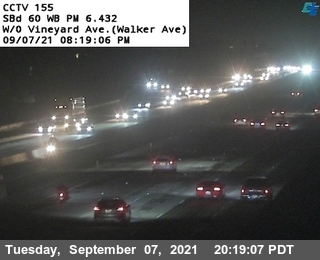 CCTV 155
SBd 60 WB PM 6.432
W/O Vineyard Ave.(Walker Ave)
09/07/21 08:19:06 PM
Tuesday, September 07, 2021 20:19:07 PDT